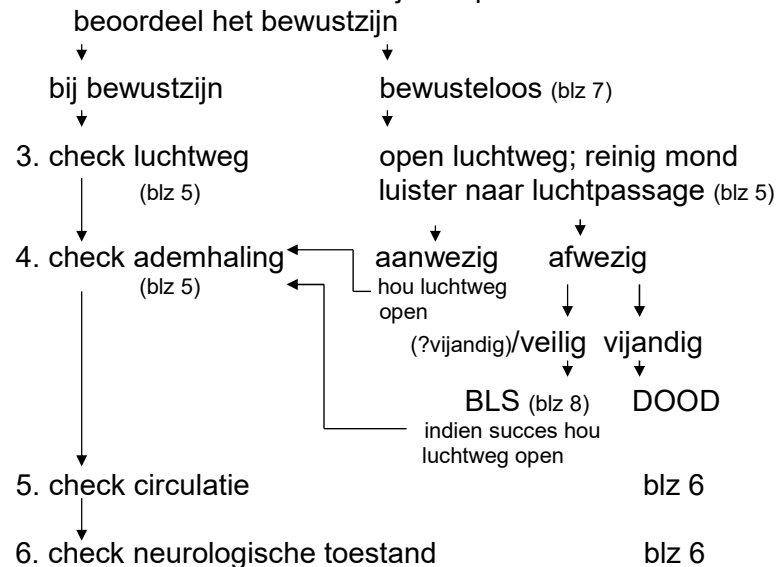 beoordeel het bewustzijn
bij bewustzijn
bewusteloos (blz 7)
3. check luchtweg
(blz 5)
open luchtweg; reinig mond
luister naar luchtpassage (blz 5)
4. check ademhaling
(blz 5)
aanwezig
afwezig
hou luchtweg
open
(?vijandig)/veilig
vijandig
BLS (blz 8)
DOOD
indien succes hou
luchtweg open
5. check circulatie
blz 6
6. check neurologische toestand
blz 6